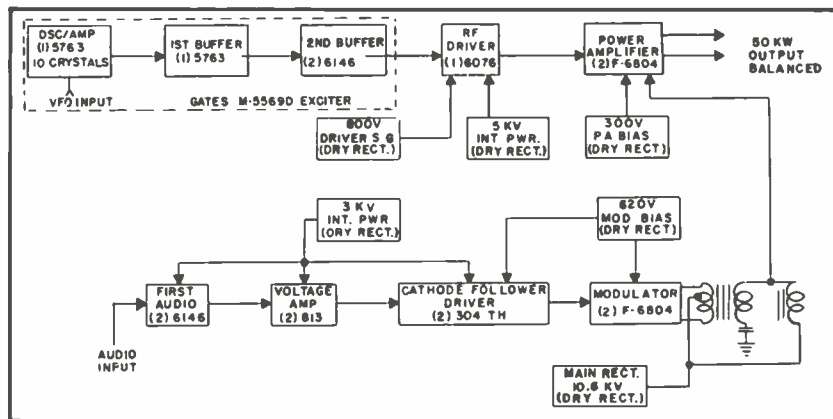 OSC/AMP
(1) 5763
10 CRYSTALS
VFO INPUT
1ST BUFFER
(1) 5763
2ND BUFFER
(2) 6146
GATES M-5569D EXCITER
RF
DRIVER
(1) 6076
POWER
AMPLIFIER
(2) F-6804
50 KW
OUTPUT
BALANCED
800V
DRIVER S G
(DRY RECT.)
5 KV
INT PWR.
(DRY RECT.)
300V
PA BIAS
(DRY RECT)
3 KV
INT. PWR
(DRY RECT.)
620V
MOD BIAS
(DRY RECT)
FIRST
AUDIO
(2) 6146
VOLTAGE
AMP
(2) 813
CATHODE FOLLOWER
DRIVER
(2) 304 TH
MODULATOR
(2) F-6804
AUDIO
INPUT
MAIN RECT.
10.6 KV
(DRY RECT.)